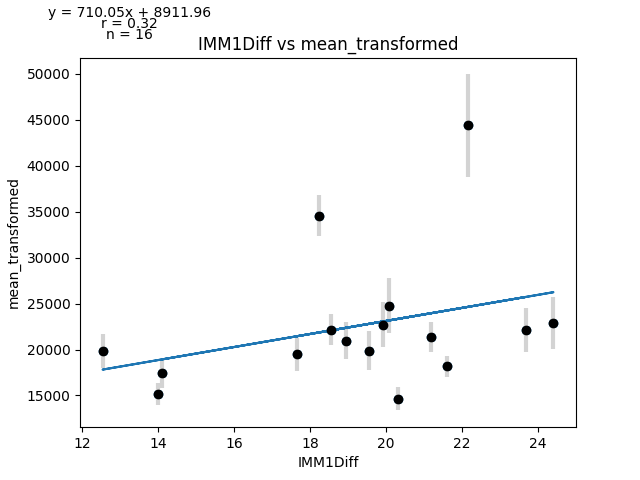 y = 710.05x + 8911.96
r = 0.32
n = 16
IMM1Diff vs mean_transformed
50000
45000
40000
35000
30000
25000
20000
15000
mean_transformed
12 14 16 18 20 22 24
IMM1Diff